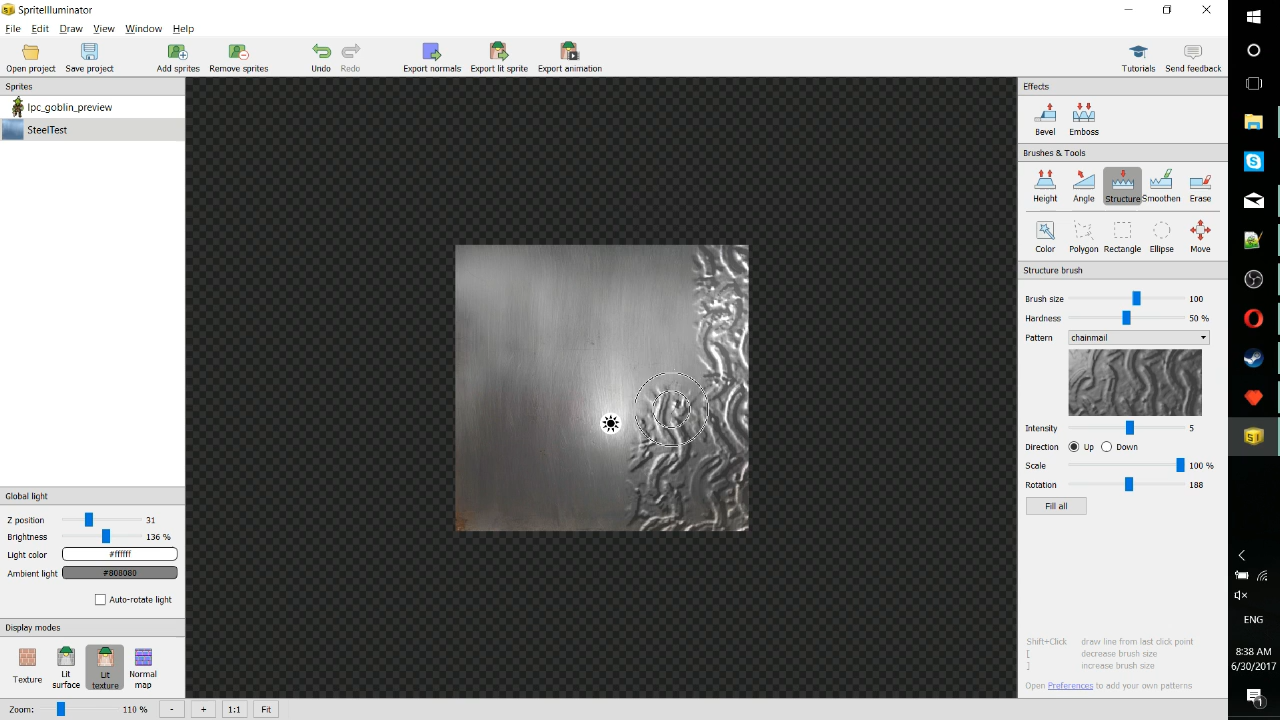 SpriteIlluminator
File Edit Draw View Window Help
Open project Save project Add sprites Remove sprites Undo Redo Export normals Export lit sprite Export animation Tutorials Send feedback
Sprites
lpc_goblin_preview
SteelTest
Global light
Z position 31
Brightness 136 %
Light color #ffffff
Ambient light #808080
Auto-rotate light
Display modes
Texture Lit surface Lit texture Normal map
Zoom: 110 % - + 1:1 Fit
Effects
Bevel Emboss
Brushes & Tools
Height Angle Structure Smoothen Erase
Color Polygon Rectangle Ellipse Move
Structure brush
Brush size 100
Hardness 50 %
Pattern chainmail
Intensity 5
Direction Up Down
Scale 100 %
Rotation 188
Fill all
Shift+Click draw line from last click point
[ decrease brush size
] increase brush size
Open Preferences to add your own patterns
ENG
8:38 AM
6/30/2017
1